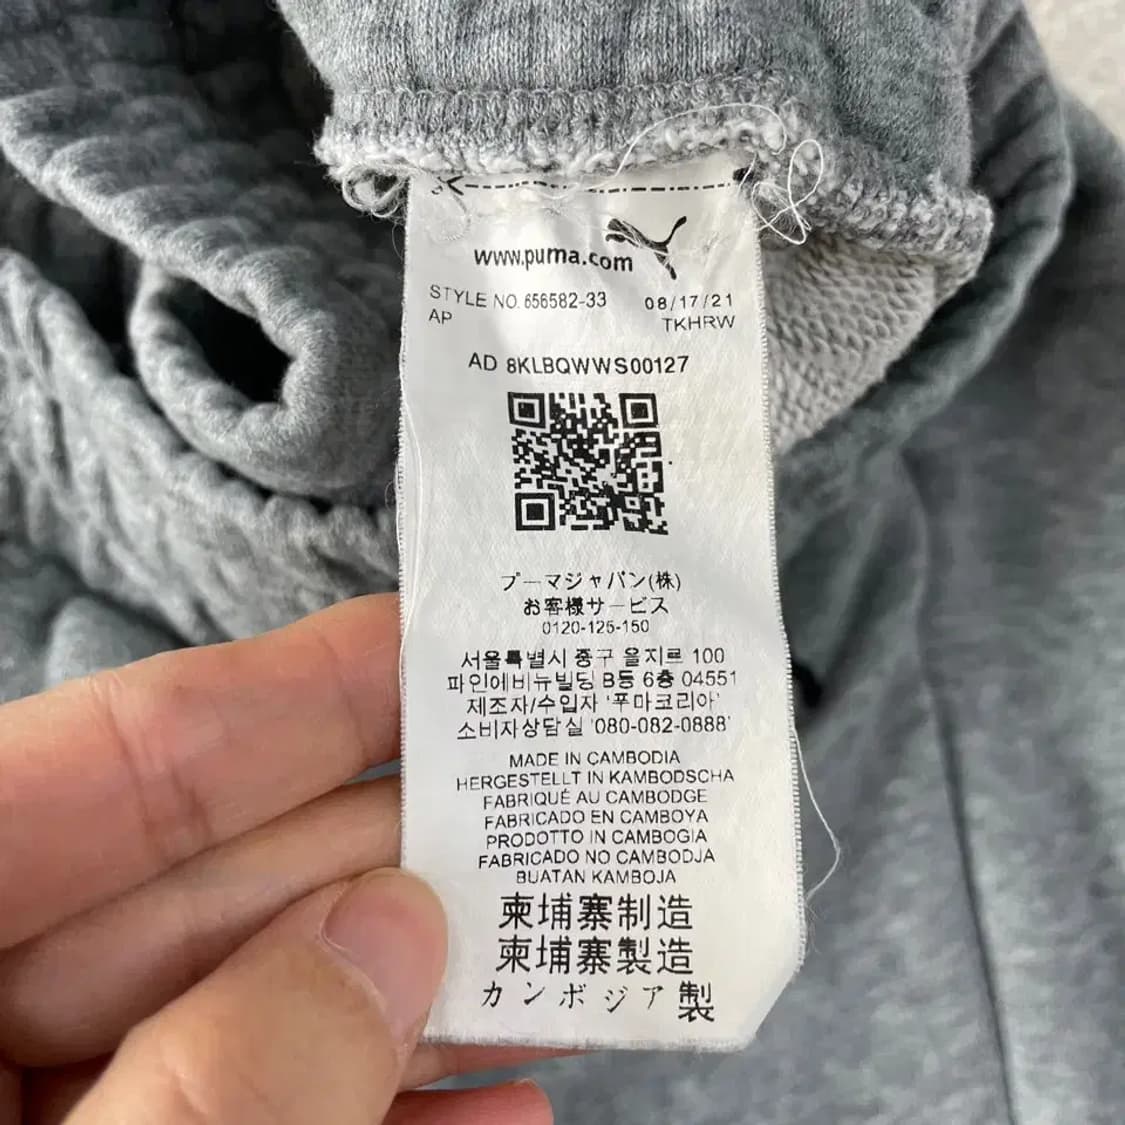 www.puma.com
STYLE NO. 656582-33 08/17/21
AP TKHRW
AD 8KLBQWWS00127
プーマジャパン(株)
お客様サービス
0120-125-150
서울특별시 중구 을지르 100
파인에비뉴빌딩 B등 6층 04551
제조자/수입자 '푸마코리아'
소비자상담실 '080-082-0888'
MADE IN CAMBODIA
HERGESTELLT IN KAMBODSCHA
FABRIQUÉ AU CAMBODGE
FABRICADO EN CAMBOYA
PRODOTTO IN CAMBOGIA
FABRICADO NO CAMBODJA
BUATAN KAMBOJA
柬埔寨制造
柬埔寨製造
カンボジア製